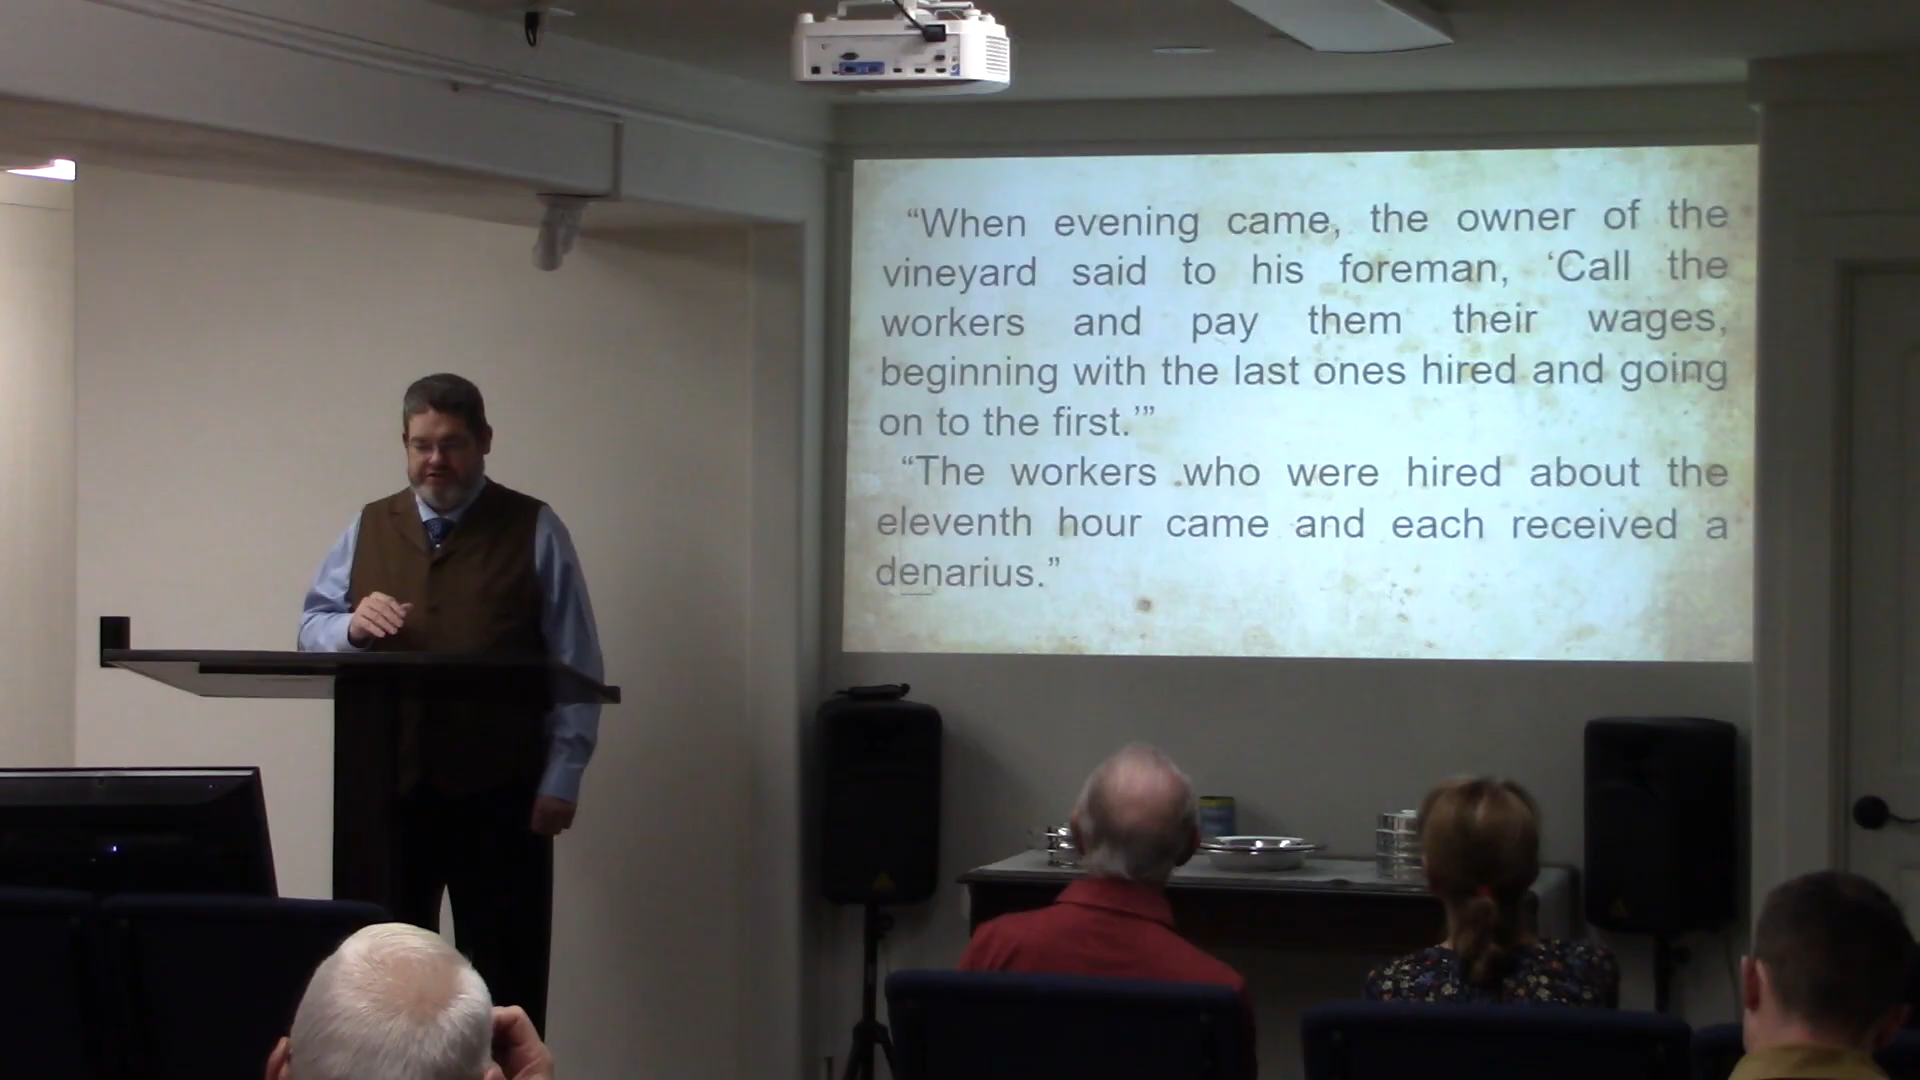 “When evening came, the owner of the
vineyard said to his foreman, ‘Call the
workers and pay them their wages,
beginning with the last ones hired and going
on to the first.’”
“The workers who were hired about the
eleventh hour came and each received a
denarius.”